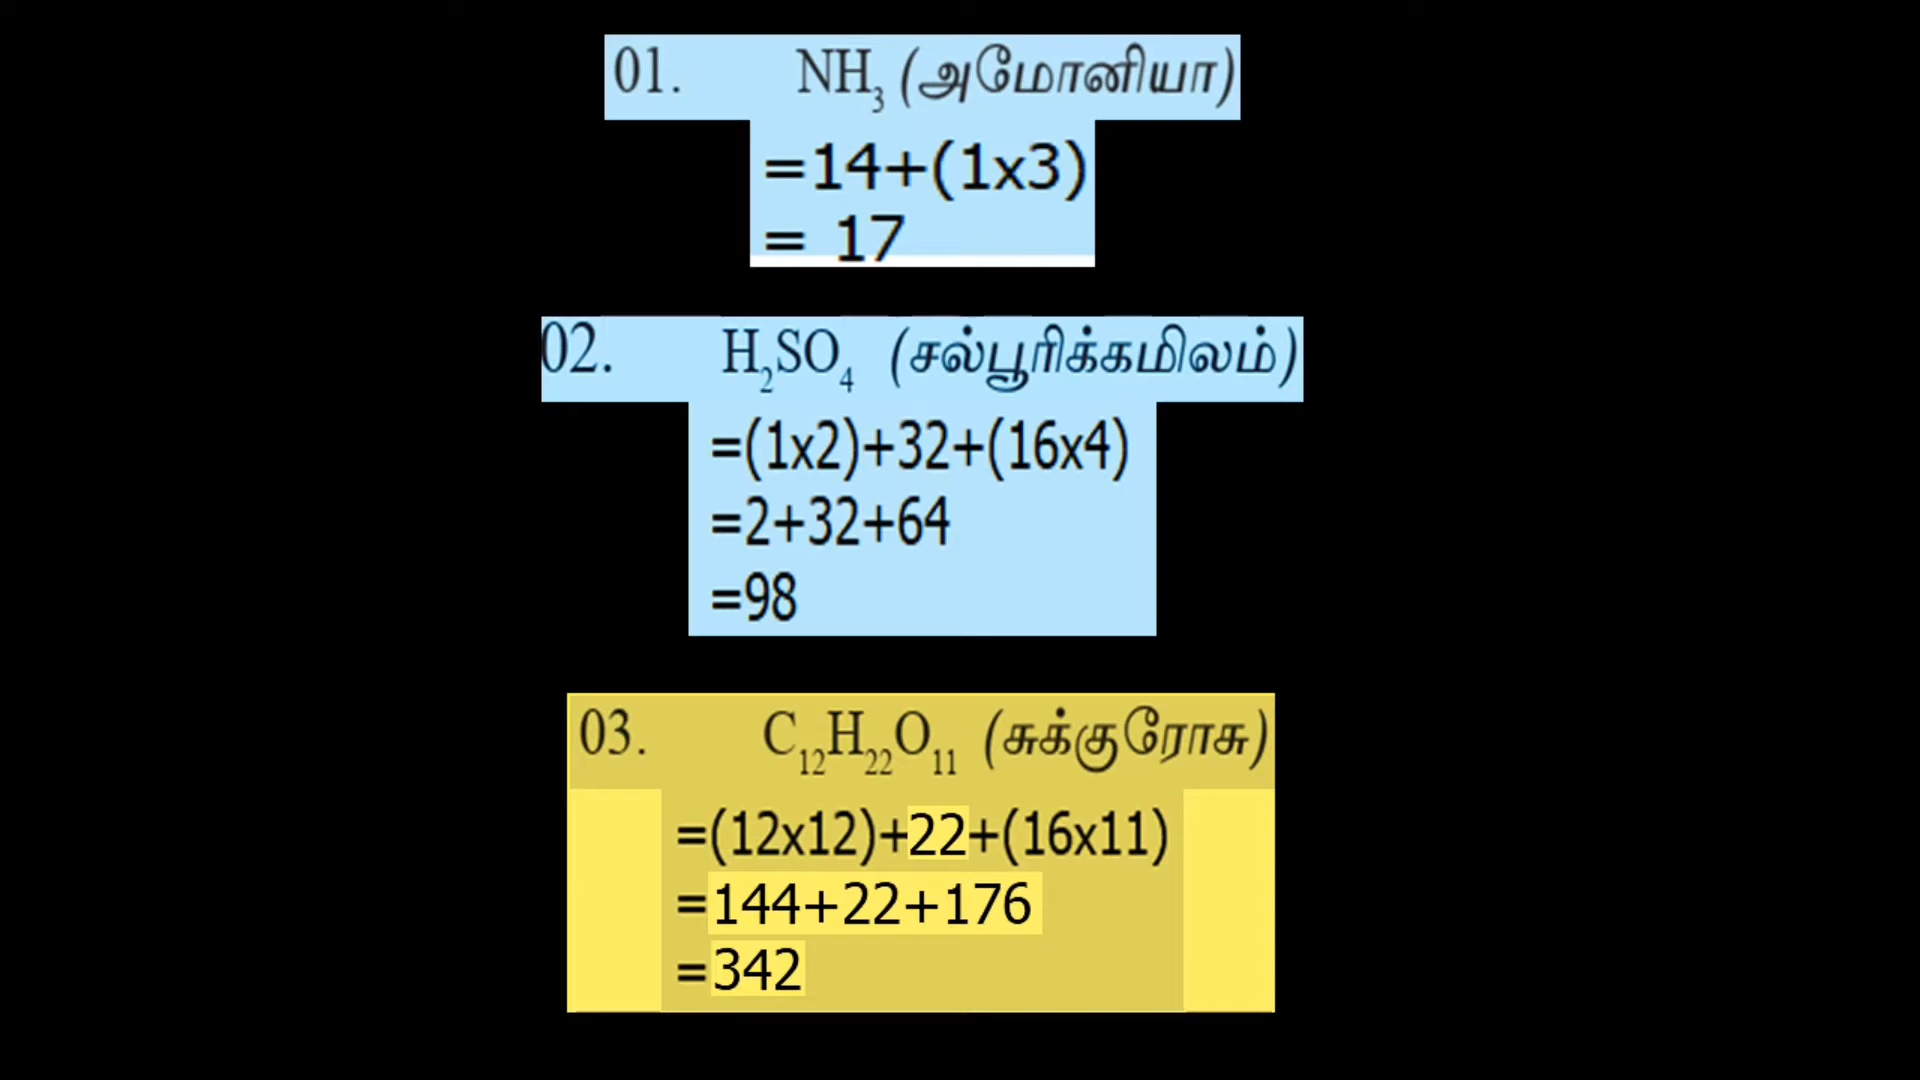 01. NH₃ (அமோனியா)
=14+(1x3)
= 17
02. H₂SO₄ (சல்பூரிக்கமிலம்)
=(1x2)+32+(16x4)
=2+32+64
=98
03. C₁₂H₂₂O₁₁ (சுக்குரோசு)
=(12x12)+22+(16x11)
=144+22+176
=342